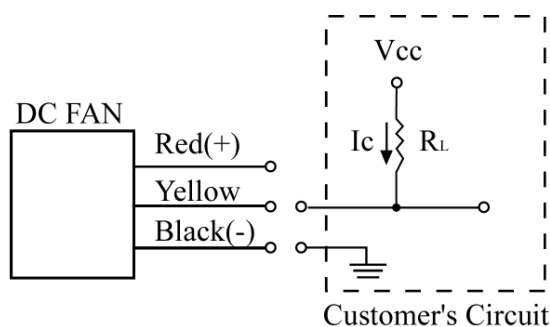 Vcc
DC FAN
Red(+)
Ic
RL
Yellow
Black(-)
Customer's Circuit